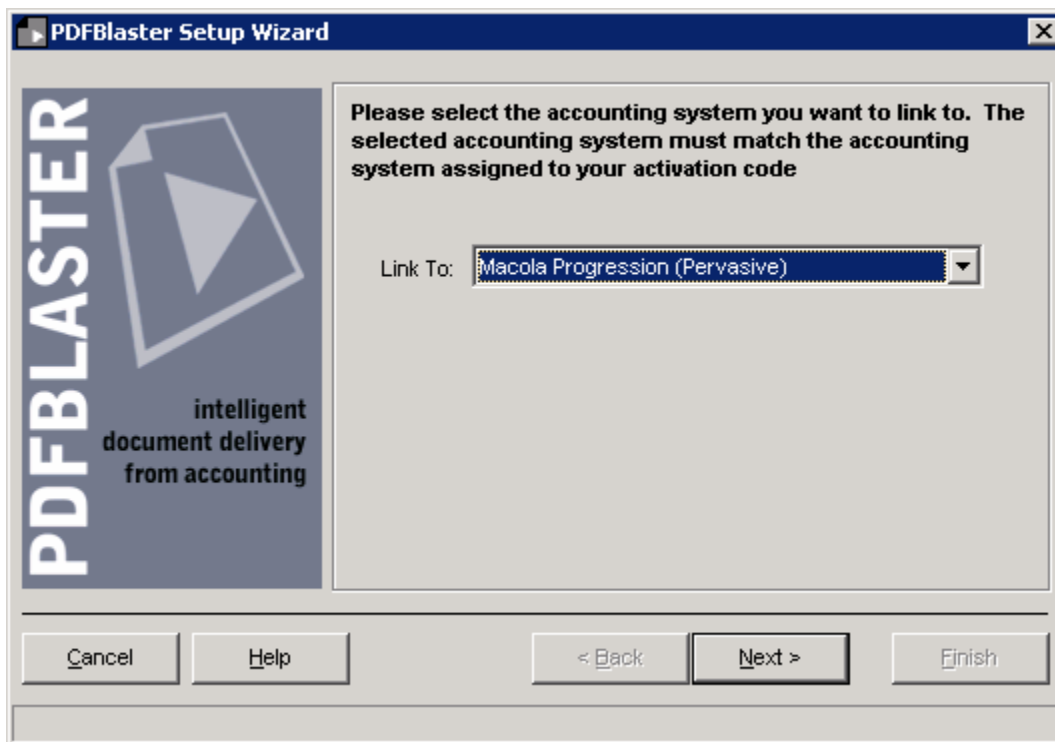 PDFBlaster Setup Wizard
PDFBLASTER
intelligent
document delivery
from accounting
Please select the accounting system you want to link to. The
selected accounting system must match the accounting
system assigned to your activation code
Link To: Macola Progression (Pervasive)
Cancel Help < Back Next > Finish